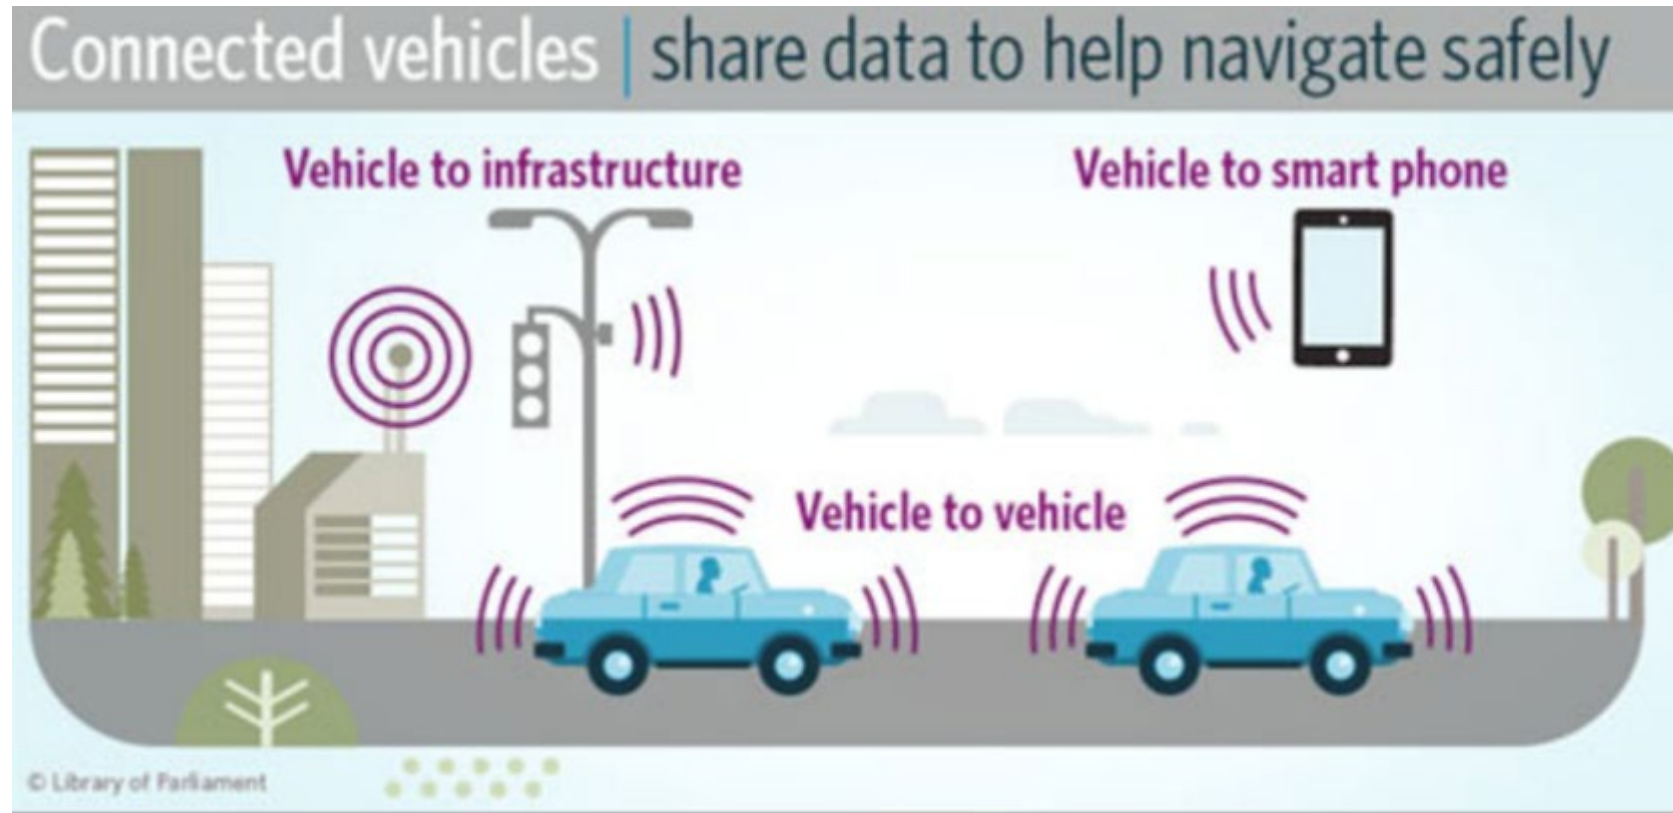 Connected vehicles | share data to help navigate safely
Vehicle to infrastructure
Vehicle to smart phone
Vehicle to vehicle
© Library of Parliament